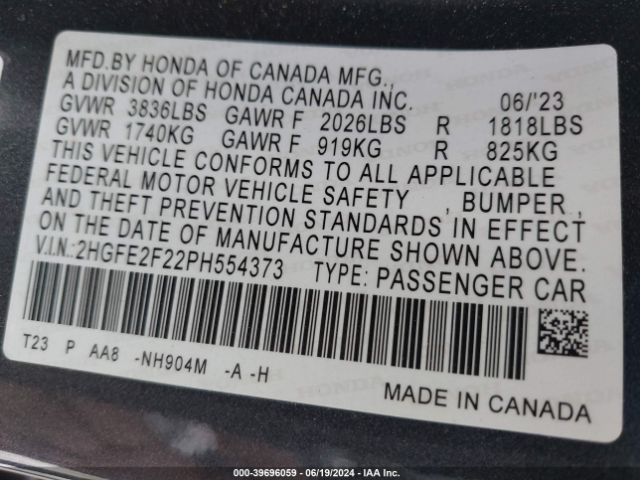 MFD.BY HONDA OF CANADA MFG.,
A DIVISION OF HONDA CANADA INC. 06/'23
GVWR 3836LBS GAWR F 2026LBS R 1818LBS
GVWR 1740KG GAWR F 919KG R 825KG
THIS VEHICLE CONFORMS TO ALL APPLICABLE
FEDERAL MOTOR VEHICLE SAFETY , BUMPER ,
AND THEFT PREVENTION STANDARDS IN EFFECT
ON THE DATE OF MANUFACTURE SHOWN ABOVE.
V.I.N.:2HGFE2F22PH554373 TYPE: PASSENGER CAR
T23 P AA8 -NH904M -A -H
MADE IN CANADA
000-39696059 - 06/19/2024 - IAA Inc.